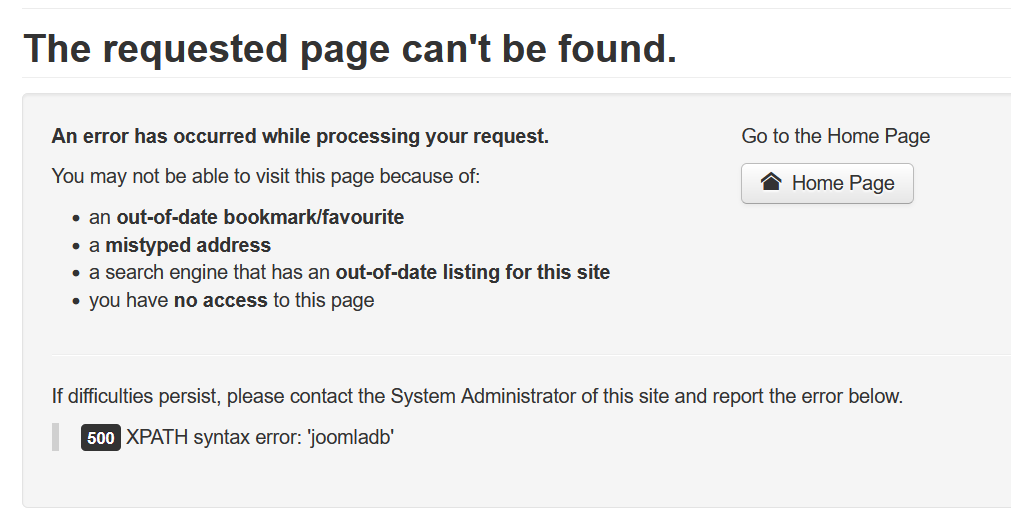 The requested page can't be found.
An error has occurred while processing your request.
You may not be able to visit this page because of:
an out-of-date bookmark/favourite
a mistyped address
a search engine that has an out-of-date listing for this site
you have no access to this page
Go to the Home Page
Home Page
If difficulties persist, please contact the System Administrator of this site and report the error below.
500 XPATH syntax error: 'joomladb'